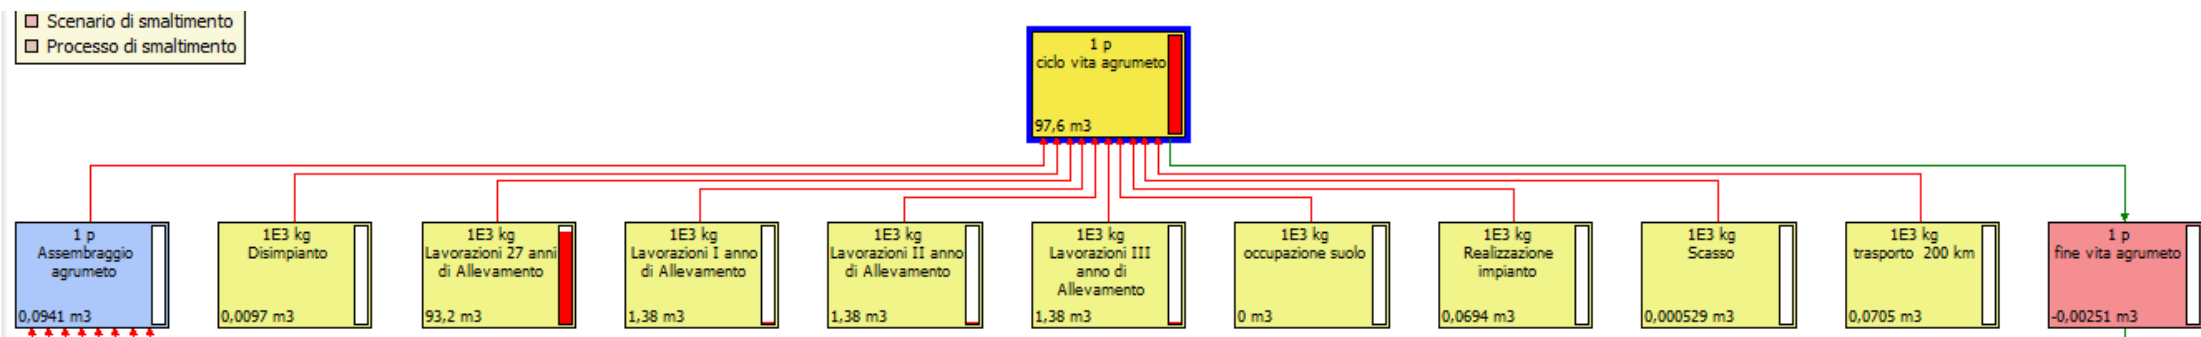 Scenario di smaltimento
Processo di smaltimento
1 p
ciclo vita agrumeto
97,6 m3
1 p
Assembraggio
agrumeto
0,0941 m3
1E3 kg
Disimpianto
0,0097 m3
1E3 kg
Lavorazioni 27 anni
di Allevamento
93,2 m3
1E3 kg
Lavorazioni I anno
di Allevamento
1,38 m3
1E3 kg
Lavorazioni II anno
di Allevamento
1,38 m3
1E3 kg
Lavorazioni III
anno di
Allevamento
1,38 m3
1E3 kg
occupazione suolo
0 m3
1E3 kg
Realizzazione
impianto
0,0694 m3
1E3 kg
Scasso
0,000529 m3
1E3 kg
trasporto 200 km
0,0705 m3
1 p
fine vita agrumeto
-0,00251 m3